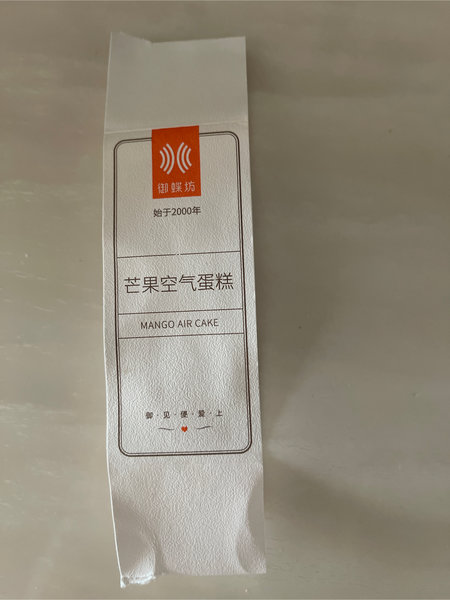 御蝶坊
始于2000年
芒果空气蛋糕
MANGO AIR CAKE
御·见·便·爱·上